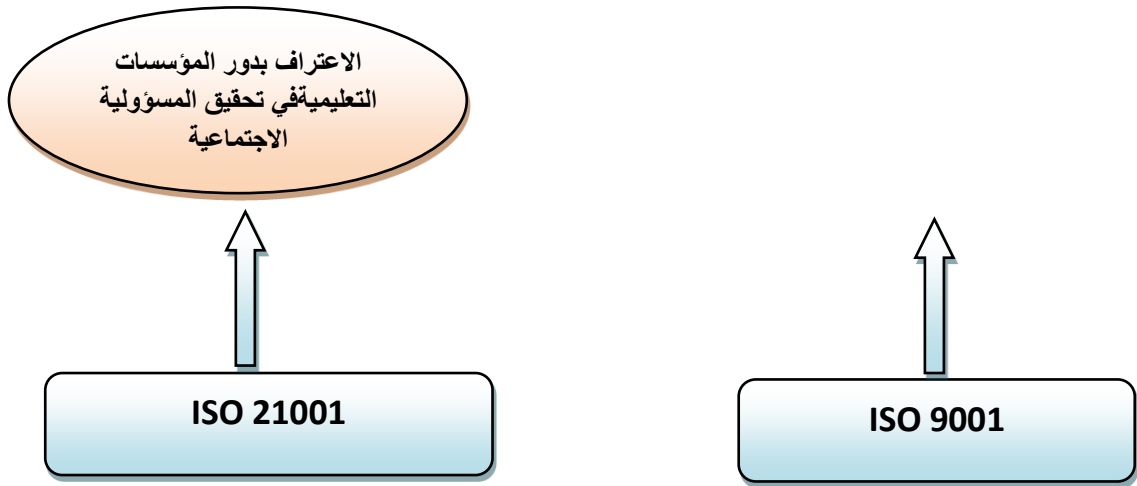 الاعتراف بدور المؤسسات
التعليميةفي تحقيق المسؤولية
الاجتماعية
ISO 21001
ISO 9001